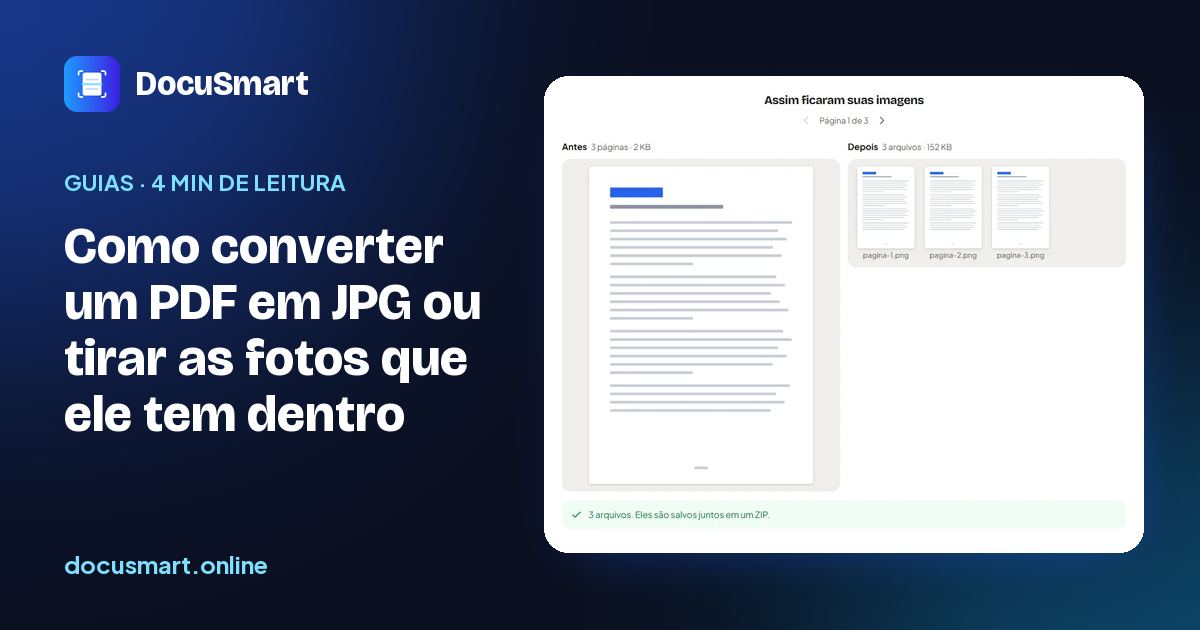 DocuSmart
GUIAS · 4 MIN DE LEITURA
Como converter
um PDF em JPG ou
tirar as fotos que
ele tem dentro
docusmart.online
Assim ficaram suas imagens
Página 1 de 3
Antes 3 páginas · 2 KB
Depois 3 arquivos · 152 KB
pagina-1.png
pagina-2.png
pagina-3.png
3 arquivos. Eles são salvos juntos em um ZIP.